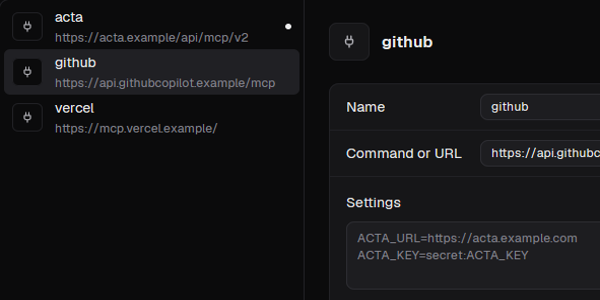 acta
https://acta.example/api/mcp/v2
github
https://api.githubcopilot.example/mcp
vercel
https://mcp.vercel.example/
github
Name
github
Command or URL
https://api.githubc
Settings
ACTA_URL=https://acta.example.com
ACTA_KEY=secret:ACTA_KEY